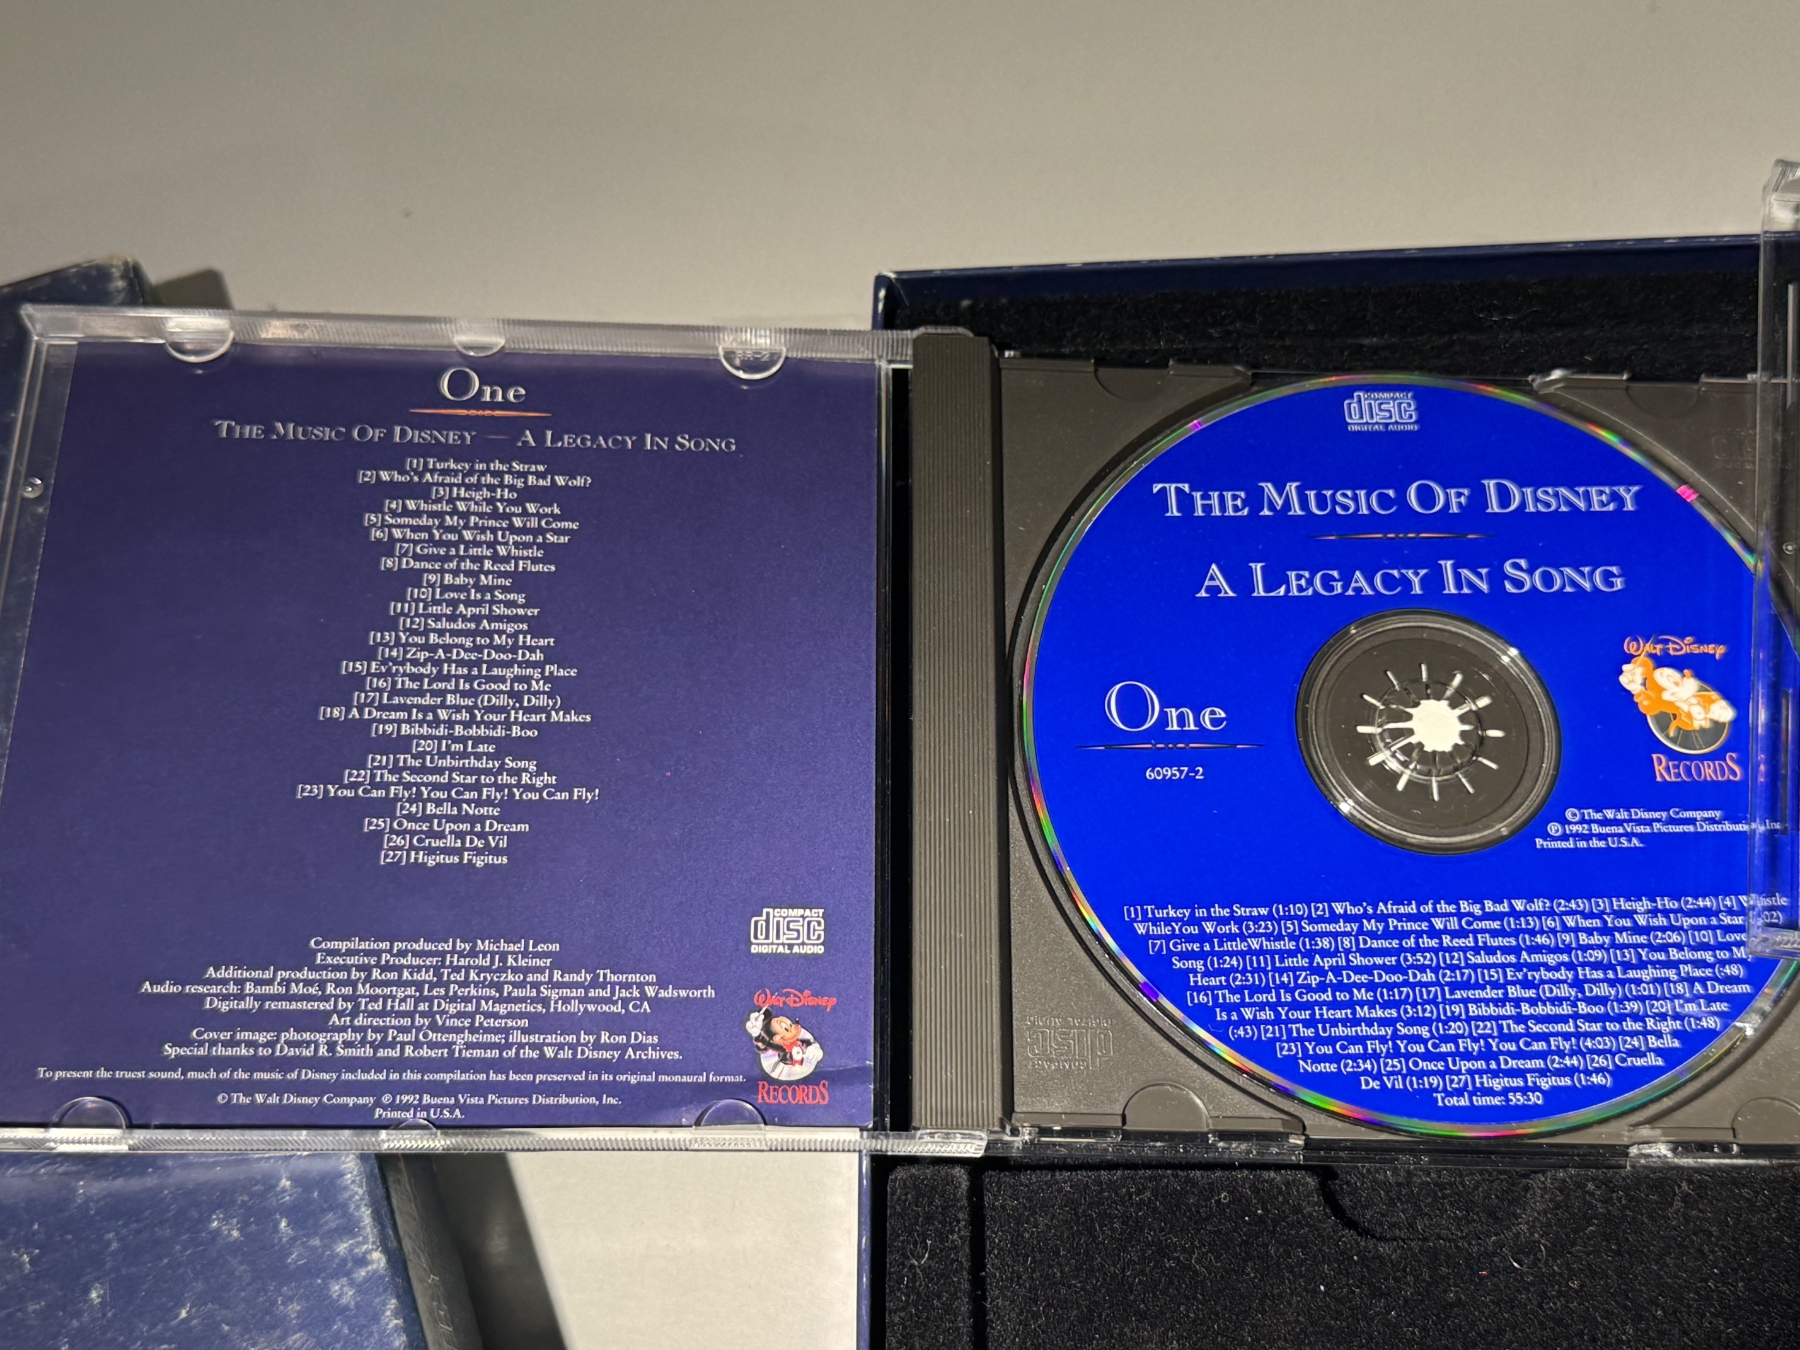 One
THE MUSIC OF DISNEY — A LEGACY IN SONG
[1] Turkey in the Straw
[2] Who's Afraid of the Big Bad Wolf?
[3] Heigh-Ho
[4] Whistle While You Work
[5] Someday My Prince Will Come
[6] When You Wish Upon a Star
[7] Give a Little Whistle
[8] Dance of the Reed Flutes
[9] Baby Mine
[10] Love Is a Song
[11] Little April Shower
[12] Saludos Amigos
[13] You Belong to My Heart
[14] Zip-A-Dee-Doo-Dah
[15] Ev'rybody Has a Laughing Place
[16] The Lord Is Good to Me
[17] Lavender Blue (Dilly, Dilly)
[18] A Dream Is a Wish Your Heart Makes
[19] Bibbidi-Bobbidi-Boo
[20] I'm Late
[21] The Unbirthday Song
[22] The Second Star to the Right
[23] You Can Fly! You Can Fly! You Can Fly!
[24] Bella Notte
[25] Once Upon a Dream
[26] Cruella De Vil
[27] Higitus Figitus
COMPACT
disc
DIGITAL AUDIO
Compilation produced by Michael Leon
Executive Producer: Harold J. Kleiner
Additional production by Ron Kidd, Ted Kryczko and Randy Thornton
Audio research: Bambi Moé, Ron Moortgat, Les Perkins, Paula Sigman and Jack Wadsworth
Digitally remastered by Ted Hall at Digital Magnetics, Hollywood, CA
Art direction by Vince Peterson
Cover image: photography by Paul Ottengheime; illustration by Ron Dias
Special thanks to David R. Smith and Robert Tieman of the Walt Disney Archives.
To present the truest sound, much of the music of Disney included in this compilation has been preserved in its original monaural format.
© The Walt Disney Company ℗ 1992 Buena Vista Pictures Distribution, Inc.
Printed in U.S.A.
WALT DISNEY
RECORDS
COMPACT
disc
DIGITAL AUDIO
THE MUSIC OF DISNEY
A LEGACY IN SONG
One
60957-2
WALT DISNEY
RECORDS
© The Walt Disney Company
℗ 1992 Buena Vista Pictures Distribution, Inc.
Printed in the U.S.A.
[1] Turkey in the Straw (1:10) [2] Who's Afraid of the Big Bad Wolf? (2:43) [3] Heigh-Ho (2:44) [4] Whistle
WhileYou Work (3:23) [5] Someday My Prince Will Come (1:13) [6] When You Wish Upon a Star
[7] Give a LittleWhistle (1:38) [8] Dance of the Reed Flutes (1:46) [9] Baby Mine (2:06) [10] Love
Song (1:24) [11] Little April Shower (3:52) [12] Saludos Amigos (1:09) [13] You Belong to
Heart (2:31) [14] Zip-A-Dee-Doo-Dah (2:17) [15] Ev'rybody Has a Laughing Place (:48)
[16] The Lord Is Good to Me (1:17) [17] Lavender Blue (Dilly, Dilly) (1:01) [18] A Dream
Is a Wish Your Heart Makes (3:12) [19] Bibbidi-Bobbidi-Boo (1:39) [20] I'm Late
(:43) [21] The Unbirthday Song (1:20) [22] The Second Star to the Right (1:48)
[23] You Can Fly! You Can Fly! You Can Fly! (4:03) [24] Bella
Notte (2:34) [25] Once Upon a Dream (2:44) [26] Cruella
De Vil (1:19) [27] Higitus Figitus (1:46)
Total time: 55:30